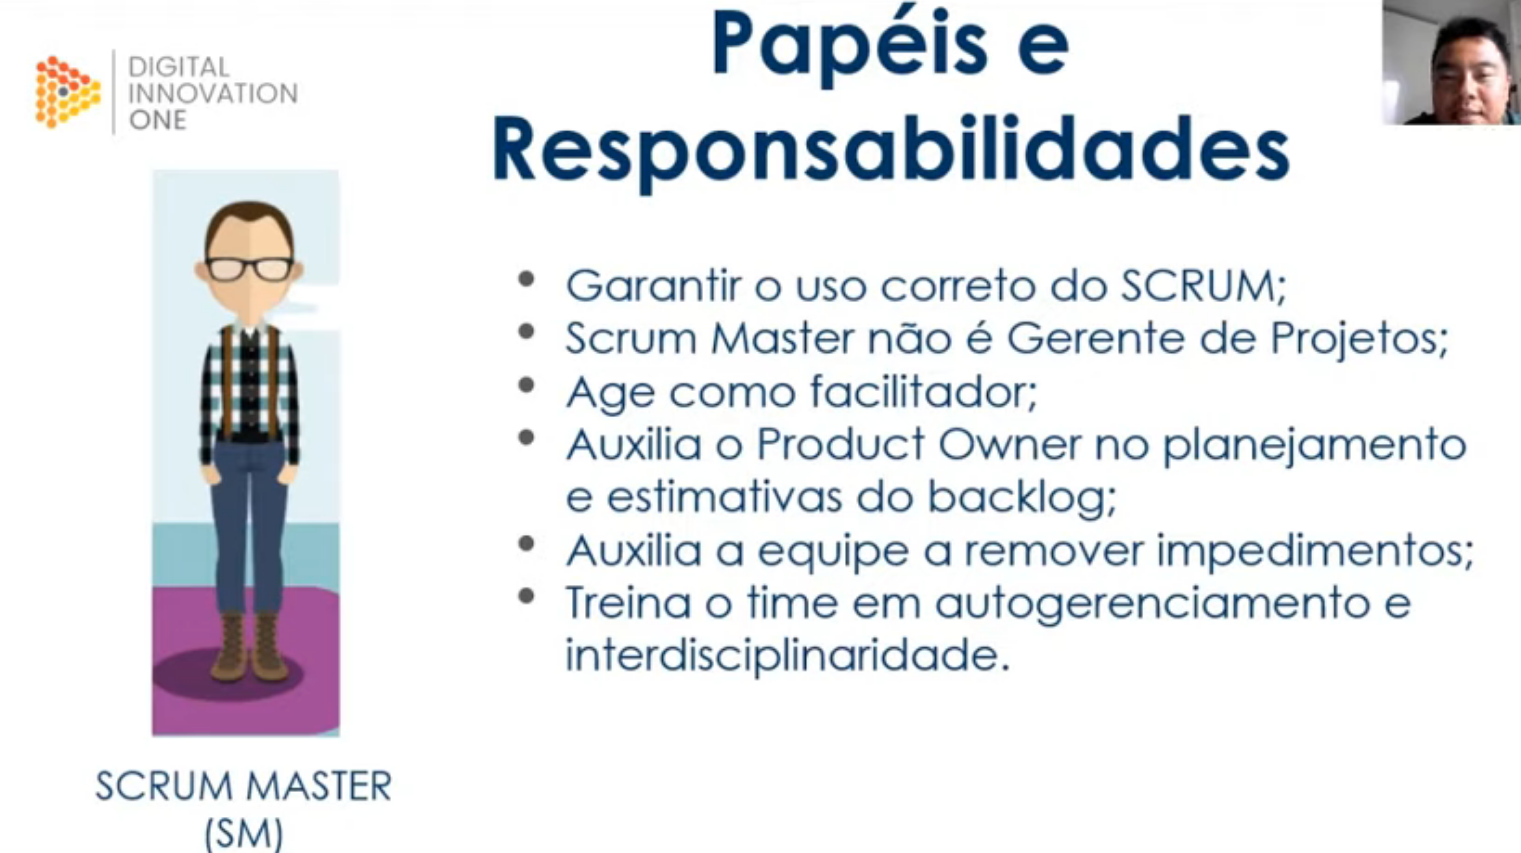 Papéis e
Responsabilidades
DIGITAL
INNOVATION
ONE
• Garantir o uso correto do SCRUM;
• Scrum Master não é Gerente de Projetos;
• Age como facilitador;
• Auxilia o Product Owner no planejamento
e estimativas do backlog;
• Auxilia a equipe a remover impedimentos;
• Treina o time em autogerenciamento e
interdisciplinaridade.
SCRUM MASTER
(SM)